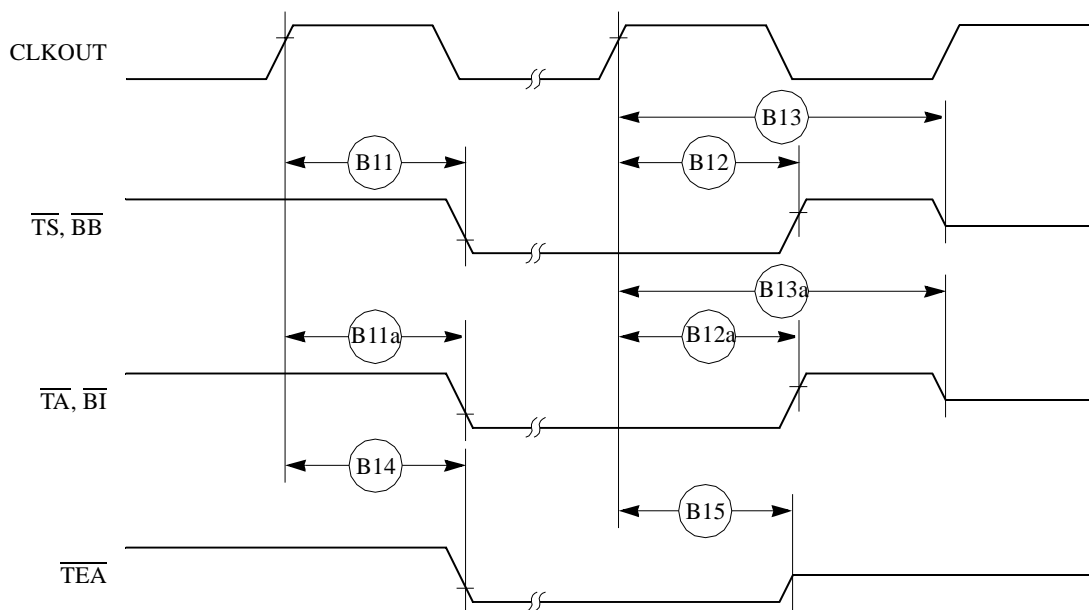 CLKOUT
B13
B11
B12
TS, BB
B13a
B11a
B12a
TA, BI
B14
B15
TEA